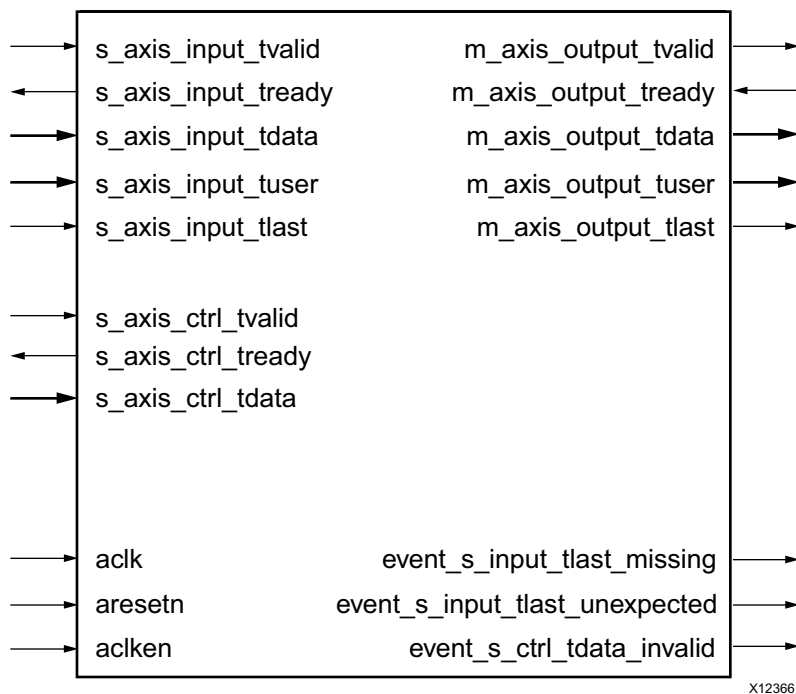 s_axis_input_tvalid m_axis_output_tvalid
s_axis_input_tready m_axis_output_tready
s_axis_input_tdata m_axis_output_tdata
s_axis_input_tuser m_axis_output_tuser
s_axis_input_tlast m_axis_output_tlast
s_axis_ctrl_tvalid
s_axis_ctrl_tready
s_axis_ctrl_tdata
aclk event_s_input_tlast_missing
aresetn event_s_input_tlast_unexpected
aclken event_s_ctrl_tdata_invalid
X12366